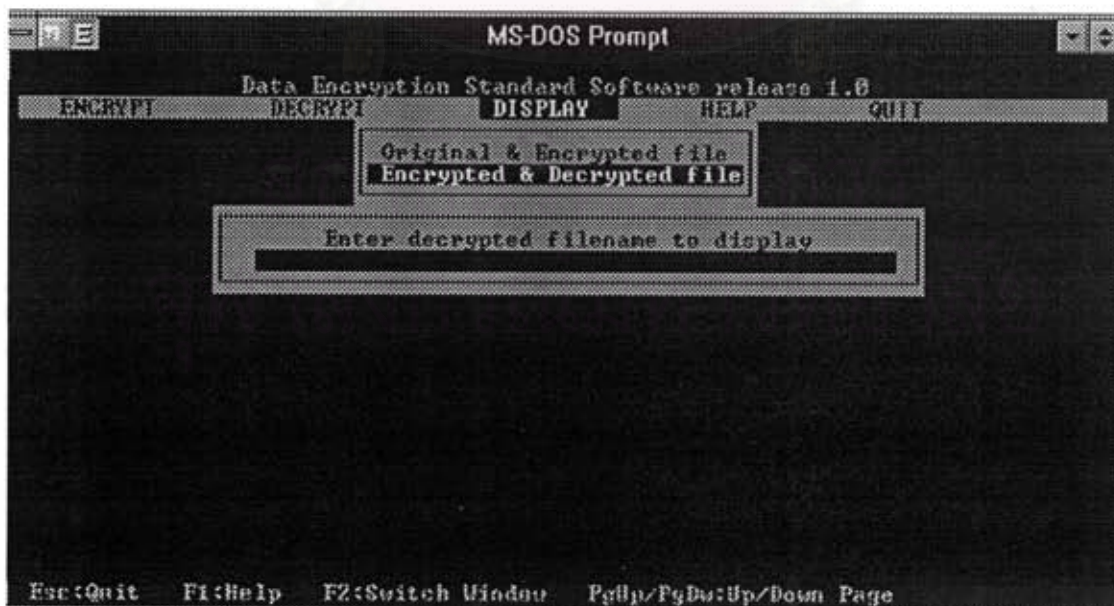 MS-DOS Prompt
Data Encryption Standard Software release 1.0
ENCRYPT DECRYPT DISPLAY HELP QUIT
Original & Encrypted file
Encrypted & Decrypted file
Enter decrypted filename to display
Esc:Quit F1:Help F2:Switch Window PgUp/PgDw:Up/Down Page